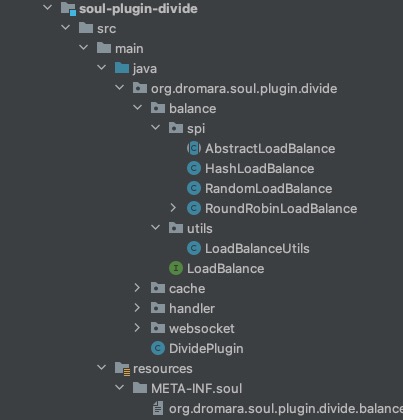 soul-plugin-divide
src
main
java
org.dromara.soul.plugin.divide
balance
spi
AbstractLoadBalance
HashLoadBalance
RandomLoadBalance
RoundRobinLoadBalance
utils
LoadBalanceUtils
LoadBalance
cache
handler
websocket
DividePlugin
resources
META-INF.soul
org.dromara.soul.plugin.divide.balance